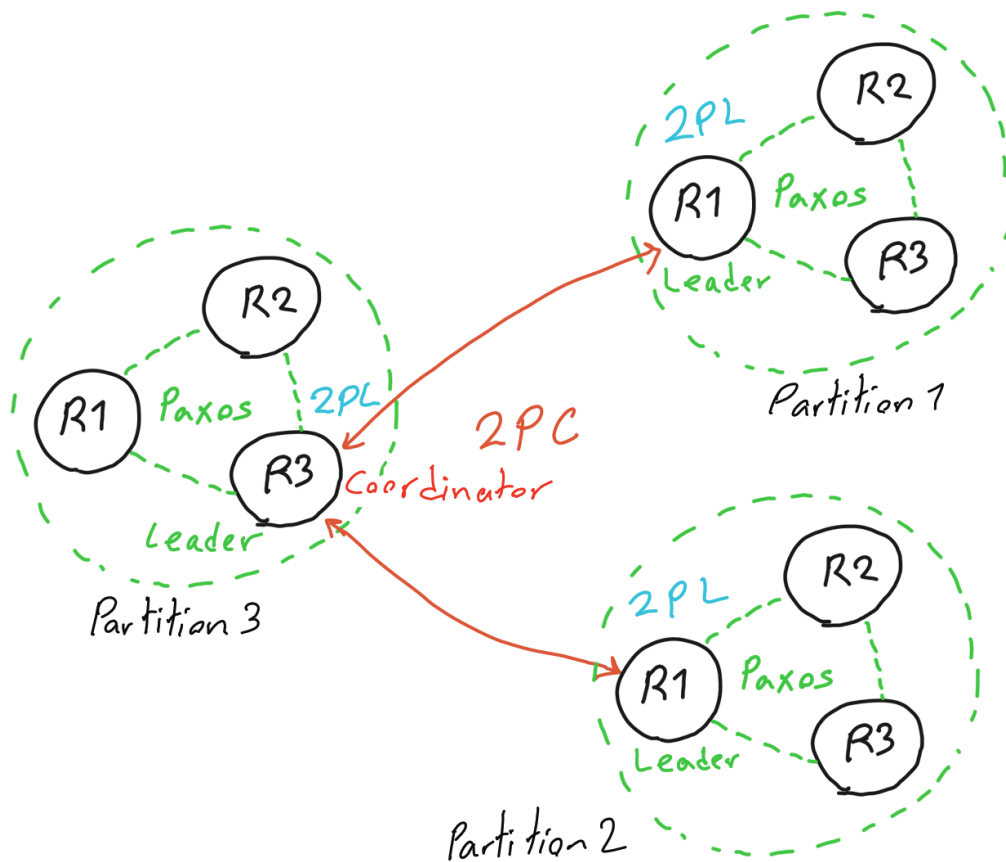 R2
2PL
R1
Paxos
R3
Leader
Partition 1
R2
R1
Paxos
2PL
R3
Coordinator
Leader
Partition 3
2PC
R2
2PL
R1
Paxos
R3
Leader
Partition 2